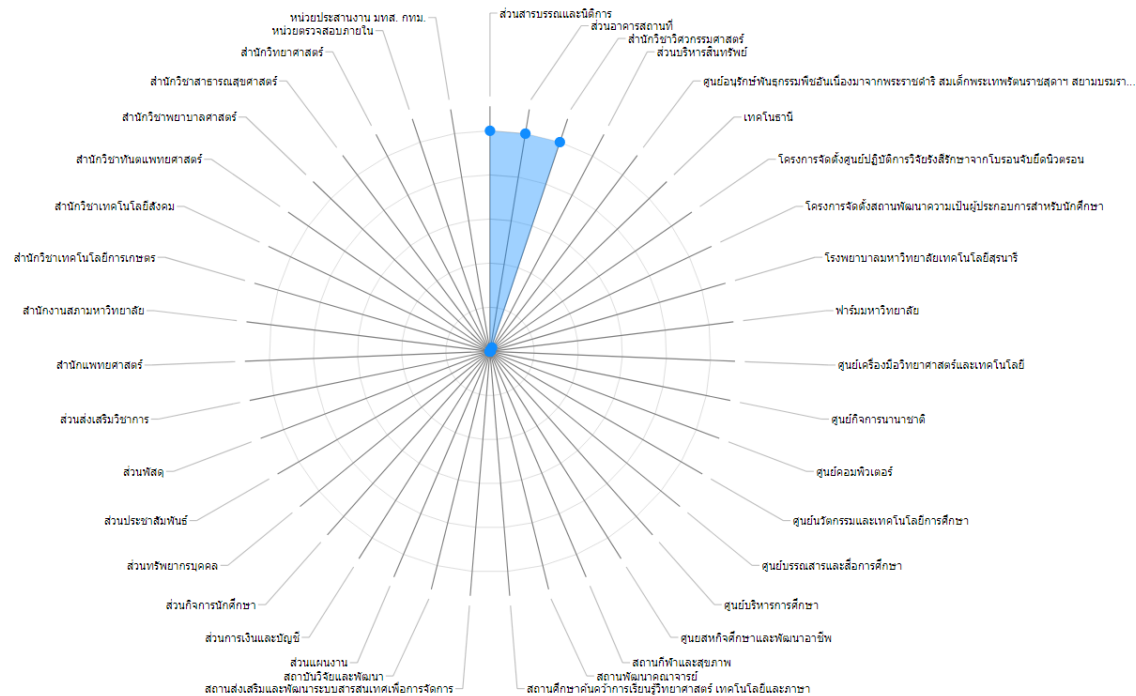 ส่วนสารบรรณและนิติการ
ส่วนอาคารสถานที่
สำนักวิชาวิศวกรรมศาสตร์
ส่วนบริหารสินทรัพย์
ศูนย์อนุรักษ์พันธุกรรมพืชอันเนื่องมาจากพระราชดำริ สมเด็กพระเทพรัตนราชสุดาฯ สยามบรมรา...
เทคโนธานี
โครงการจัดตั้งศูนย์ปฏิบัติการวิจัยรังสีรักษาจากโบรอนจับยึดนิวตรอน
โครงการจัดตั้งสถานพัฒนาความเป็นผู้ประกอบการสำหรับนักศึกษา
โรงพยาบาลมหาวิทยาลัยเทคโนโลยีสุรนารี
ฟาร์มมหาวิทยาลัย
ศูนย์เครื่องมือวิทยาศาสตร์และเทคโนโลยี
ศูนย์กิจการนานาชาติ
ศูนย์คอมพิวเตอร์
ศูนย์นวัตกรรมและเทคโนโลยีการศึกษา
ศูนย์บรรณสารและสื่อการศึกษา
ศูนย์บริหารการศึกษา
ศูนยสหกิจศึกษาและพัฒนาอาชีพ
สถานกีฬาและสุขภาพ
สถานพัฒนาคณาจารย์
สถานศึกษาค้นคว้าการเรียนรู้วิทยาศาสตร์ เทคโนโลยีและภาษา
สถานส่งเสริมและพัฒนาระบบสารสนเทศเพื่อการจัดการ
สถาบันวิจัยและพัฒนา
ส่วนแผนงาน
ส่วนการเงินและบัญชี
ส่วนกิจการนักศึกษา
ส่วนทรัพยากรบุคคล
ส่วนประชาสัมพันธ์
ส่วนพัสดุ
ส่วนส่งเสริมวิชาการ
สำนักแพทยศาสตร์
สำนักงานสภามหาวิทยาลัย
สำนักวิชาเทคโนโลยีการเกษตร
สำนักวิชาเทคโนโลยีสังคม
สำนักวิชาทันตแพทยศาสตร์
สำนักวิชาพยาบาลศาสตร์
สำนักวิชาสาธารณสุขศาสตร์
สำนักวิทยาศาสตร์
หน่วยตรวจสอบภายใน
หน่วยประสานงาน มทส. กทม.